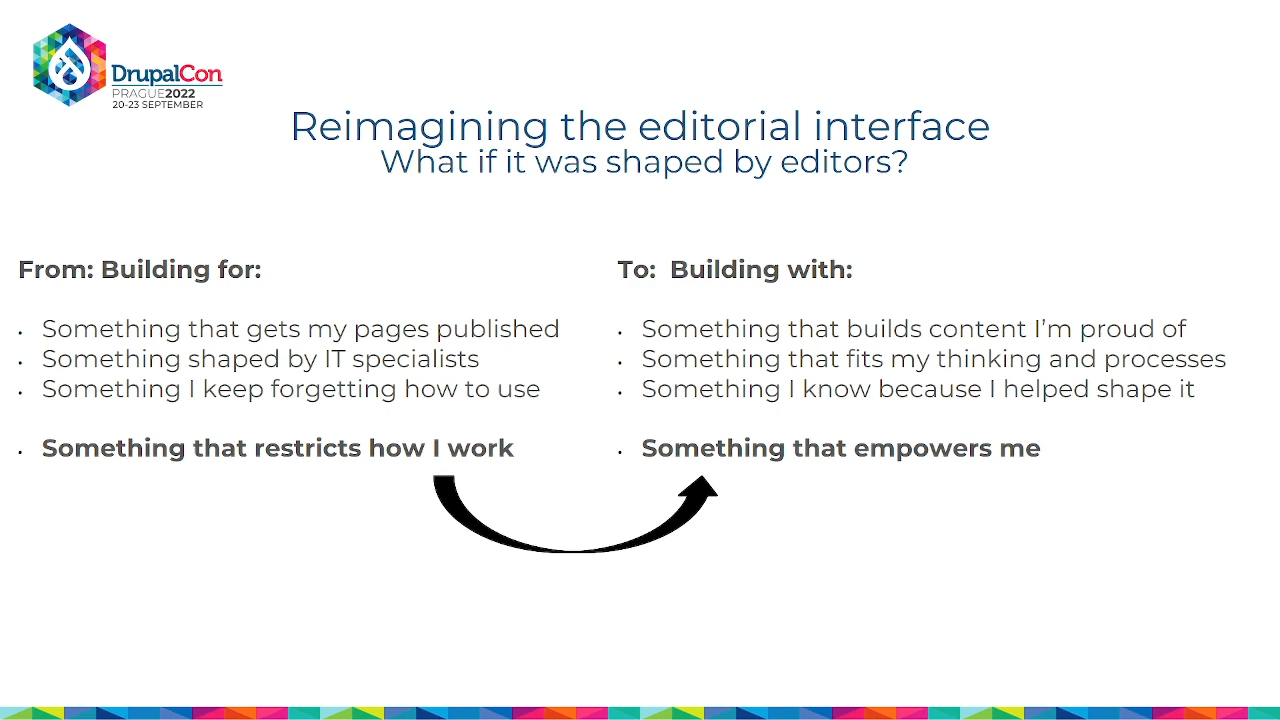 DrupalCon
PRAGUE2022
20-23 SEPTEMBER
Reimagining the editorial interface
What if it was shaped by editors?
From: Building for:
• Something that gets my pages published
• Something shaped by IT specialists
• Something I keep forgetting how to use
• Something that restricts how I work
To:  Building with:
• Something that builds content I’m proud of
• Something that fits my thinking and processes
• Something I know because I helped shape it
• Something that empowers me